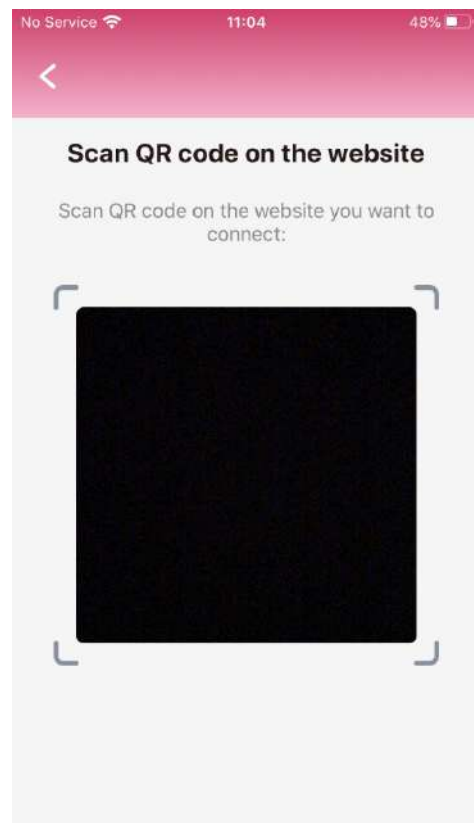 No Service 11:04 48%
Scan QR code on the website
Scan QR code on the website you want to
connect: